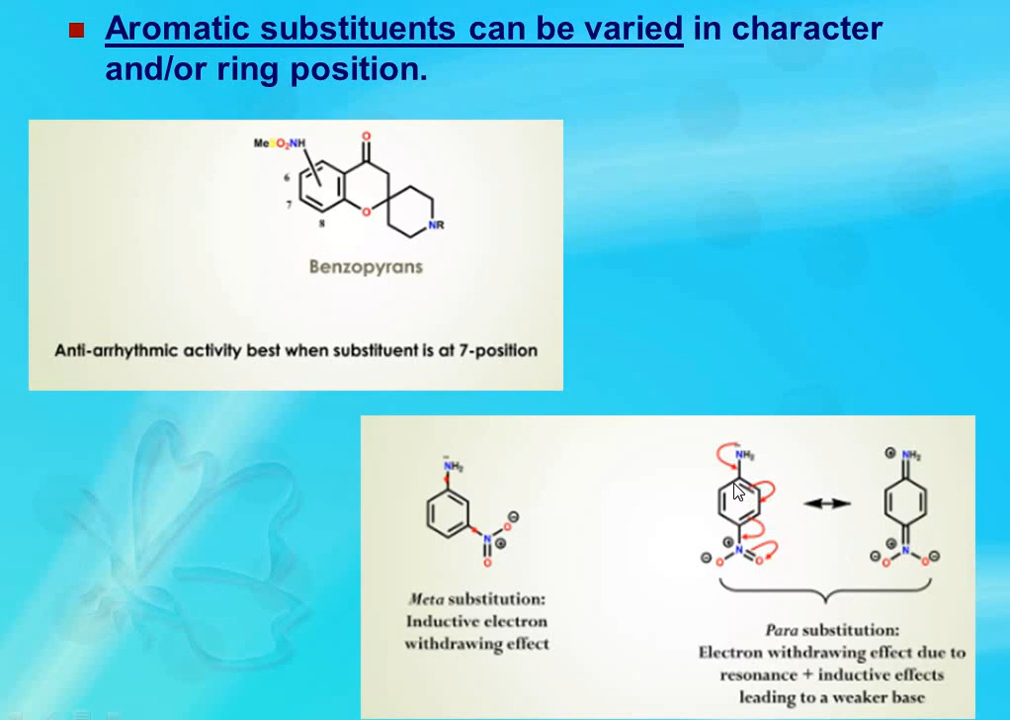 Aromatic substituents can be varied in character
and/or ring position.
MeSO₂NH
O
6
7
8
O
NR
Benzopyrans
Anti-arrhythmic activity best when substituent is at 7-position
NH₂
N
O
O
Meta substitution:
Inductive electron
withdrawing effect
NH₂
N
O
O
NH₂
N
O
O
Para substitution:
Electron withdrawing effect due to
resonance + inductive effects
leading to a weaker base